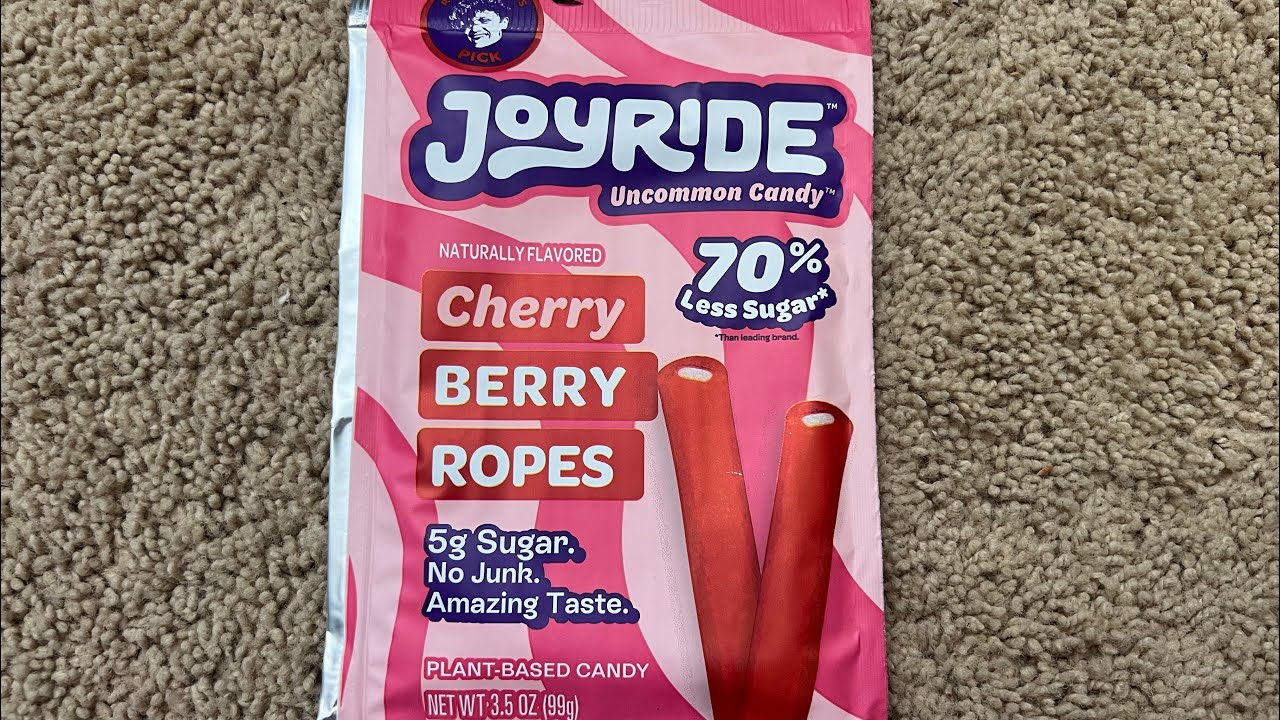 PICK
JOYRIDE™
Uncommon Candy™
NATURALLY FLAVORED
Cherry
BERRY
ROPES
70%
Less Sugar*
*Than leading brand.
5g Sugar.
No Junk.
Amazing Taste.
PLANT-BASED CANDY
NET WT 3.5 OZ (99g)